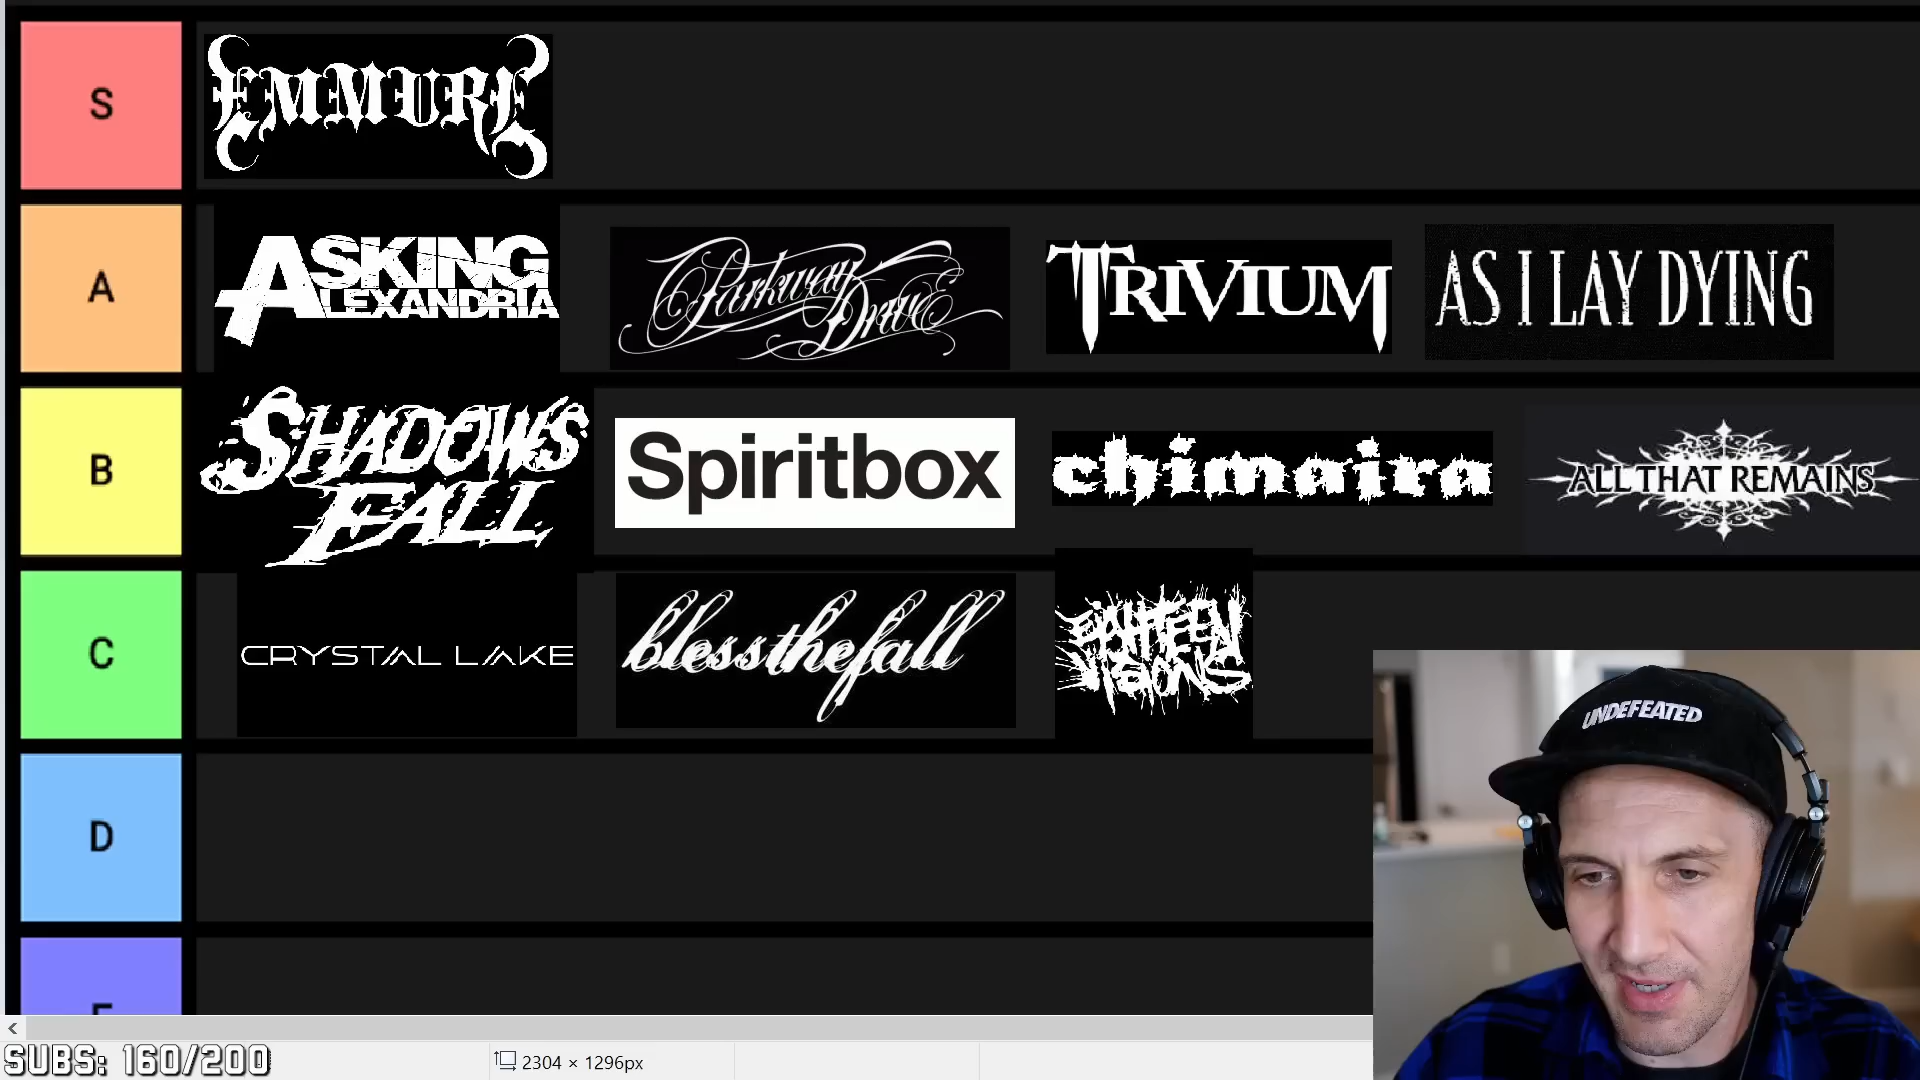 S
EMMURE
A
ASKING
ALEXANDRIA
Parkway Drive
TRIVIUM
AS I LAY DYING
B
SHADOWS
FALL
Spiritbox
chimaira
ALL THAT REMAINS
C
CRYSTAL LAKE
blessthefall
EIGHTEEN
VISIONS
UNDEFEATED
D
SUBS: 160/200
2304 × 1296px